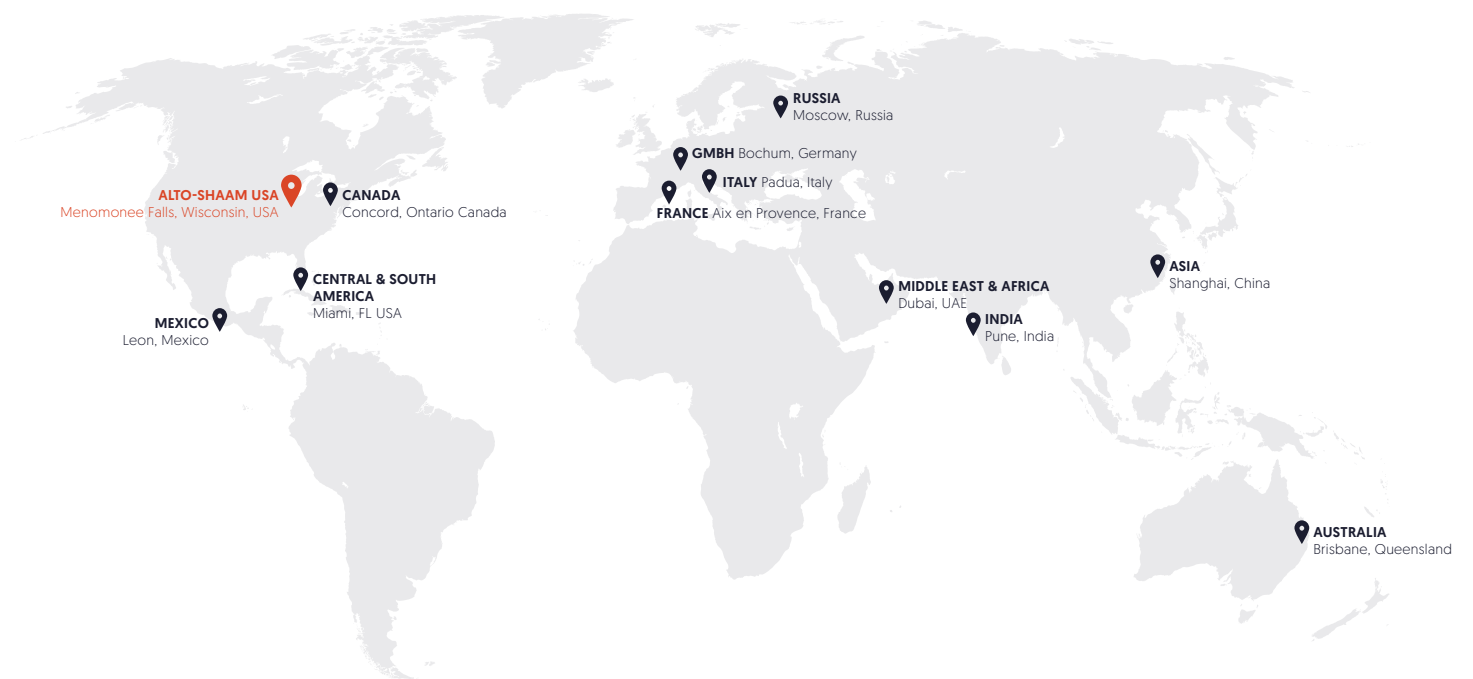 RUSSIA
Moscow, Russia
GMBH Bochum, Germany
ITALY Padua, Italy
FRANCE Aix en Provence, France
ALTO-SHAAM USA
Menomonee Falls, Wisconsin, USA
CANADA
Concord, Ontario Canada
CENTRAL & SOUTH
AMERICA
Miami, FL USA
MEXICO
Leon, Mexico
ASIA
Shanghai, China
MIDDLE EAST & AFRICA
Dubai, UAE
INDIA
Pune, India
AUSTRALIA
Brisbane, Queensland